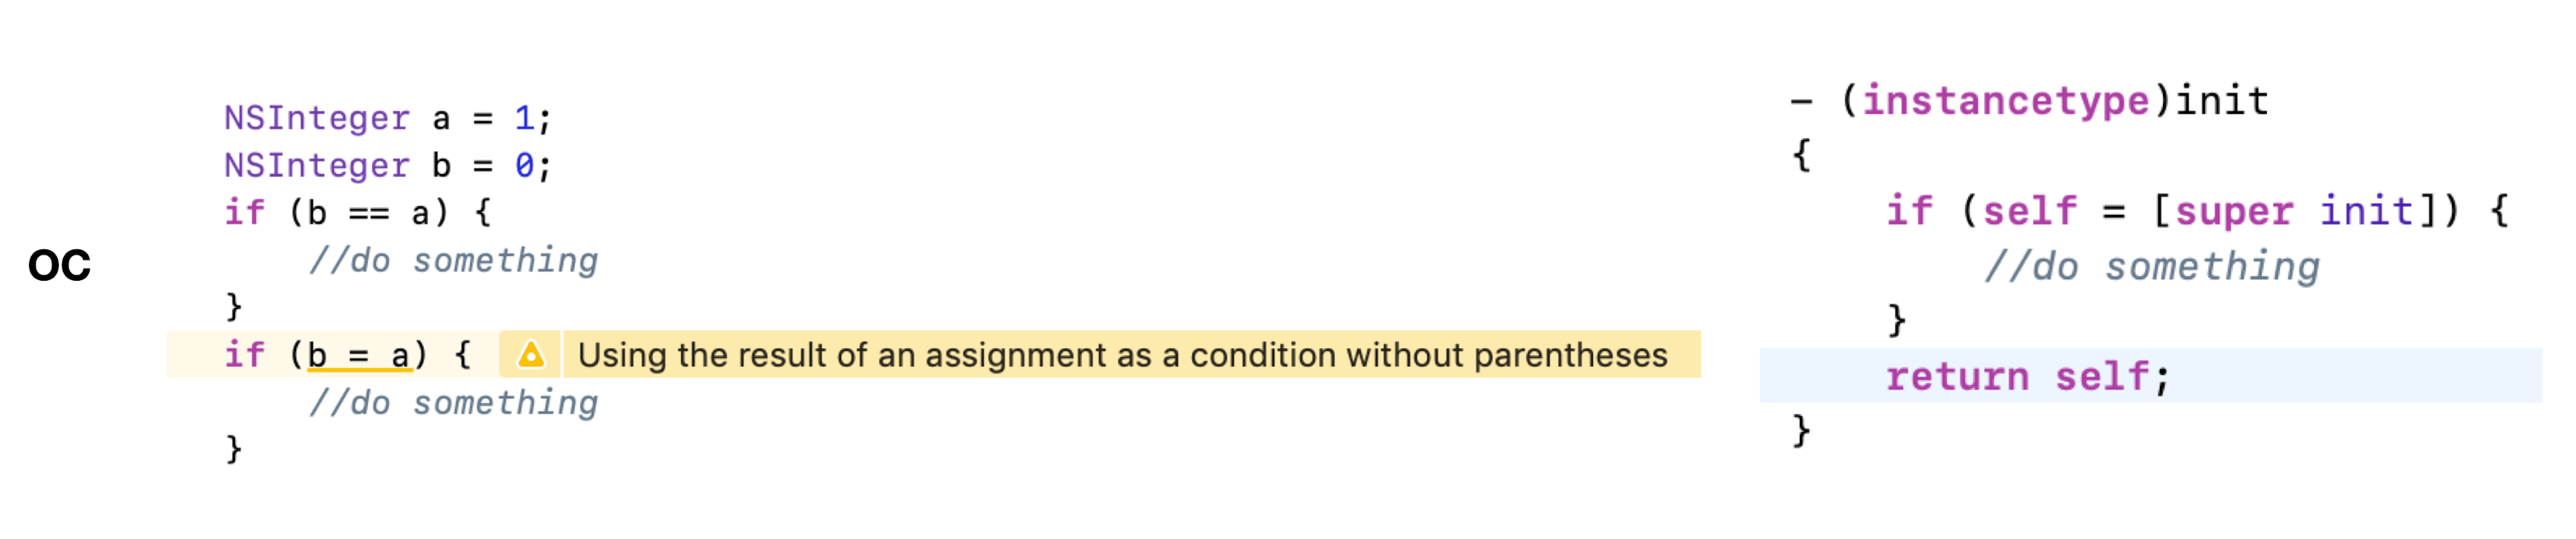 OC
NSInteger a = 1;
NSInteger b = 0;
if (b == a) {
//do something
}
if (b = a) { Using the result of an assignment as a condition without parentheses
//do something
}
- (instancetype)init
{
if (self = [super init]) {
//do something
}
return self;
}